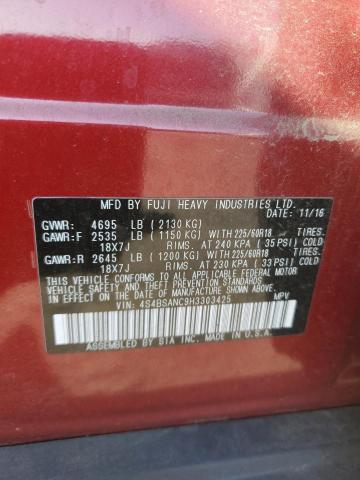 MFD BY FUJI HEAVY INDUSTRIES LTD.
DATE: 11/16
GVWR: 4695 LB ( 2130 KG)
GAWR:F 2535 LB ( 1150 KG) WITH 225/60R18 TIRES.
18X7J RIMS. AT 240 KPA ( 35 PSI) COLD
GAWR:R 2645 LB ( 1200 KG) WITH 225/60R18 TIRES.
18X7J RIMS. AT 230 KPA ( 33 PSI) COLD
THIS VEHICLE CONFORMS TO ALL APPLICABLE FEDERAL
MOTOR VEHICLE SAFETY STANDARDS IN EFFECT ON THE
DATE OF MANUFACTURE SHOWN ABOVE.
VIN: 4S4BSANC9H3303425 MPV
ASSEMBLED BY SIA INC. MADE IN U.S.A.